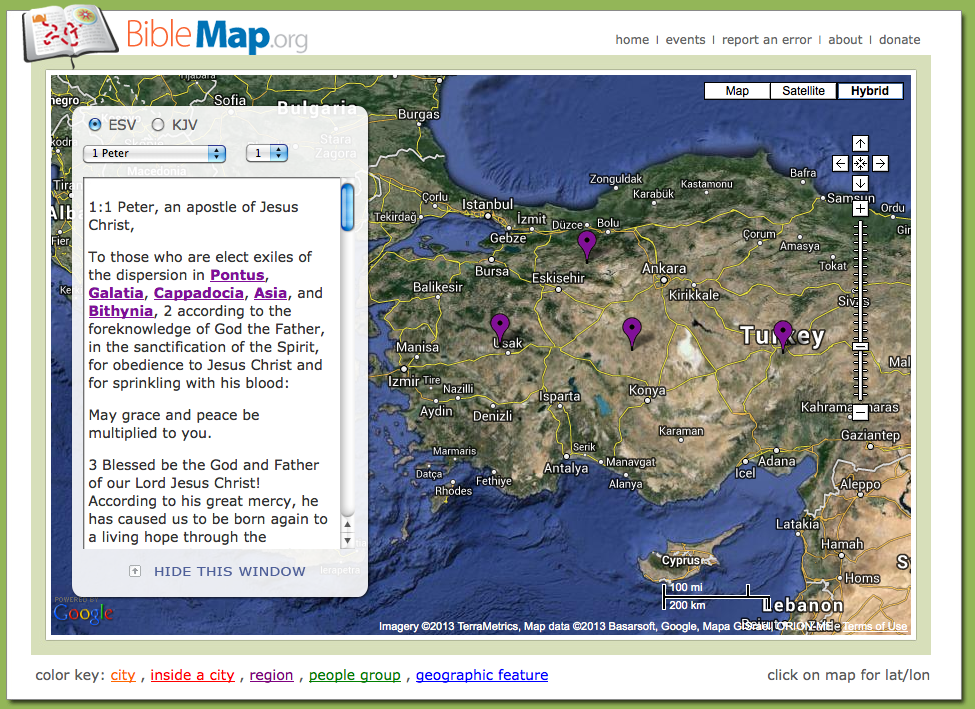 BibleMap.org
home | events | report an error | about | donate
Map Satellite Hybrid
ESV KJV
1 Peter 1
1:1 Peter, an apostle of Jesus
Christ,
To those who are elect exiles of
the dispersion in Pontus,
Galatia, Cappadocia, Asia, and
Bithynia, 2 according to the
foreknowledge of God the Father,
in the sanctification of the Spirit,
for obedience to Jesus Christ and
for sprinkling with his blood:
May grace and peace be
multiplied to you.
3 Blessed be the God and Father
of our Lord Jesus Christ!
According to his great mercy, he
has caused us to be born again to
a living hope through the
HIDE THIS WINDOW
Sofia
Bulgaria
Burgas
Stara
Zagora
Macedonia
Tekirdağ
Çorlu
Istanbul
İzmit
Gebze
Düzce
Bolu
Zonguldak
Karabük
Kastamonu
Bafra
Samsun
Ordu
Çorum
Amasya
Tokat
Bursa
Eskisehir
Ankara
Kirikkale
Balikesir
Manisa
Usak
Turkey
Izmir
Tire
Nazilli
Aydin
Denizli
Isparta
Konya
Karaman
Kahramanmaras
Gaziantep
Marmaris
Datça
Rhodes
Fethiye
Serik
Antalya
Manavgat
Alanya
Adana
Icel
Aleppo
Latakia
Hamah
Homs
Cyprus
Lebanon
Ierapetra
100 mi
200 km
POWERED BY
Google
Imagery ©2013 TerraMetrics, Map data ©2013 Basarsoft, Google, Mapa GISrael, ORION-ME - Terms of Use
color key: city , inside a city , region , people group , geographic feature
click on map for lat/lon